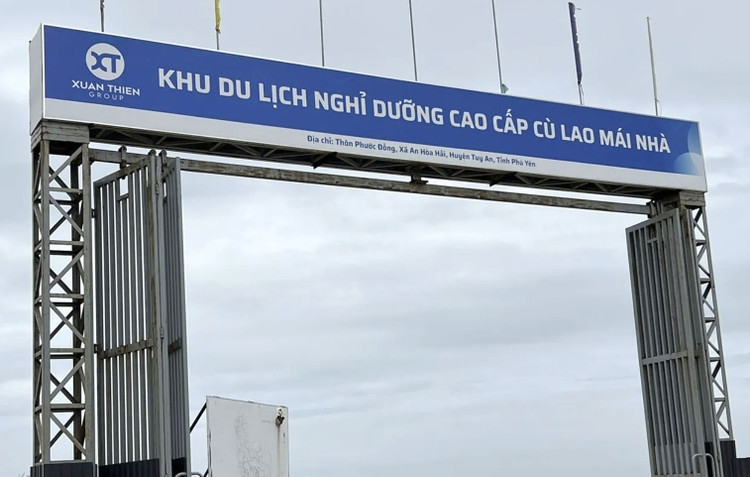 XT
XUAN THIEN
GROUP
KHU DU LỊCH NGHỈ DƯỠNG CAO CẤP CÙ LAO MÁI NHÀ
Địa chỉ: Thôn Phước Đồng, Xã An Hòa Hải, Huyện Tuy An, Tỉnh Phú Yên